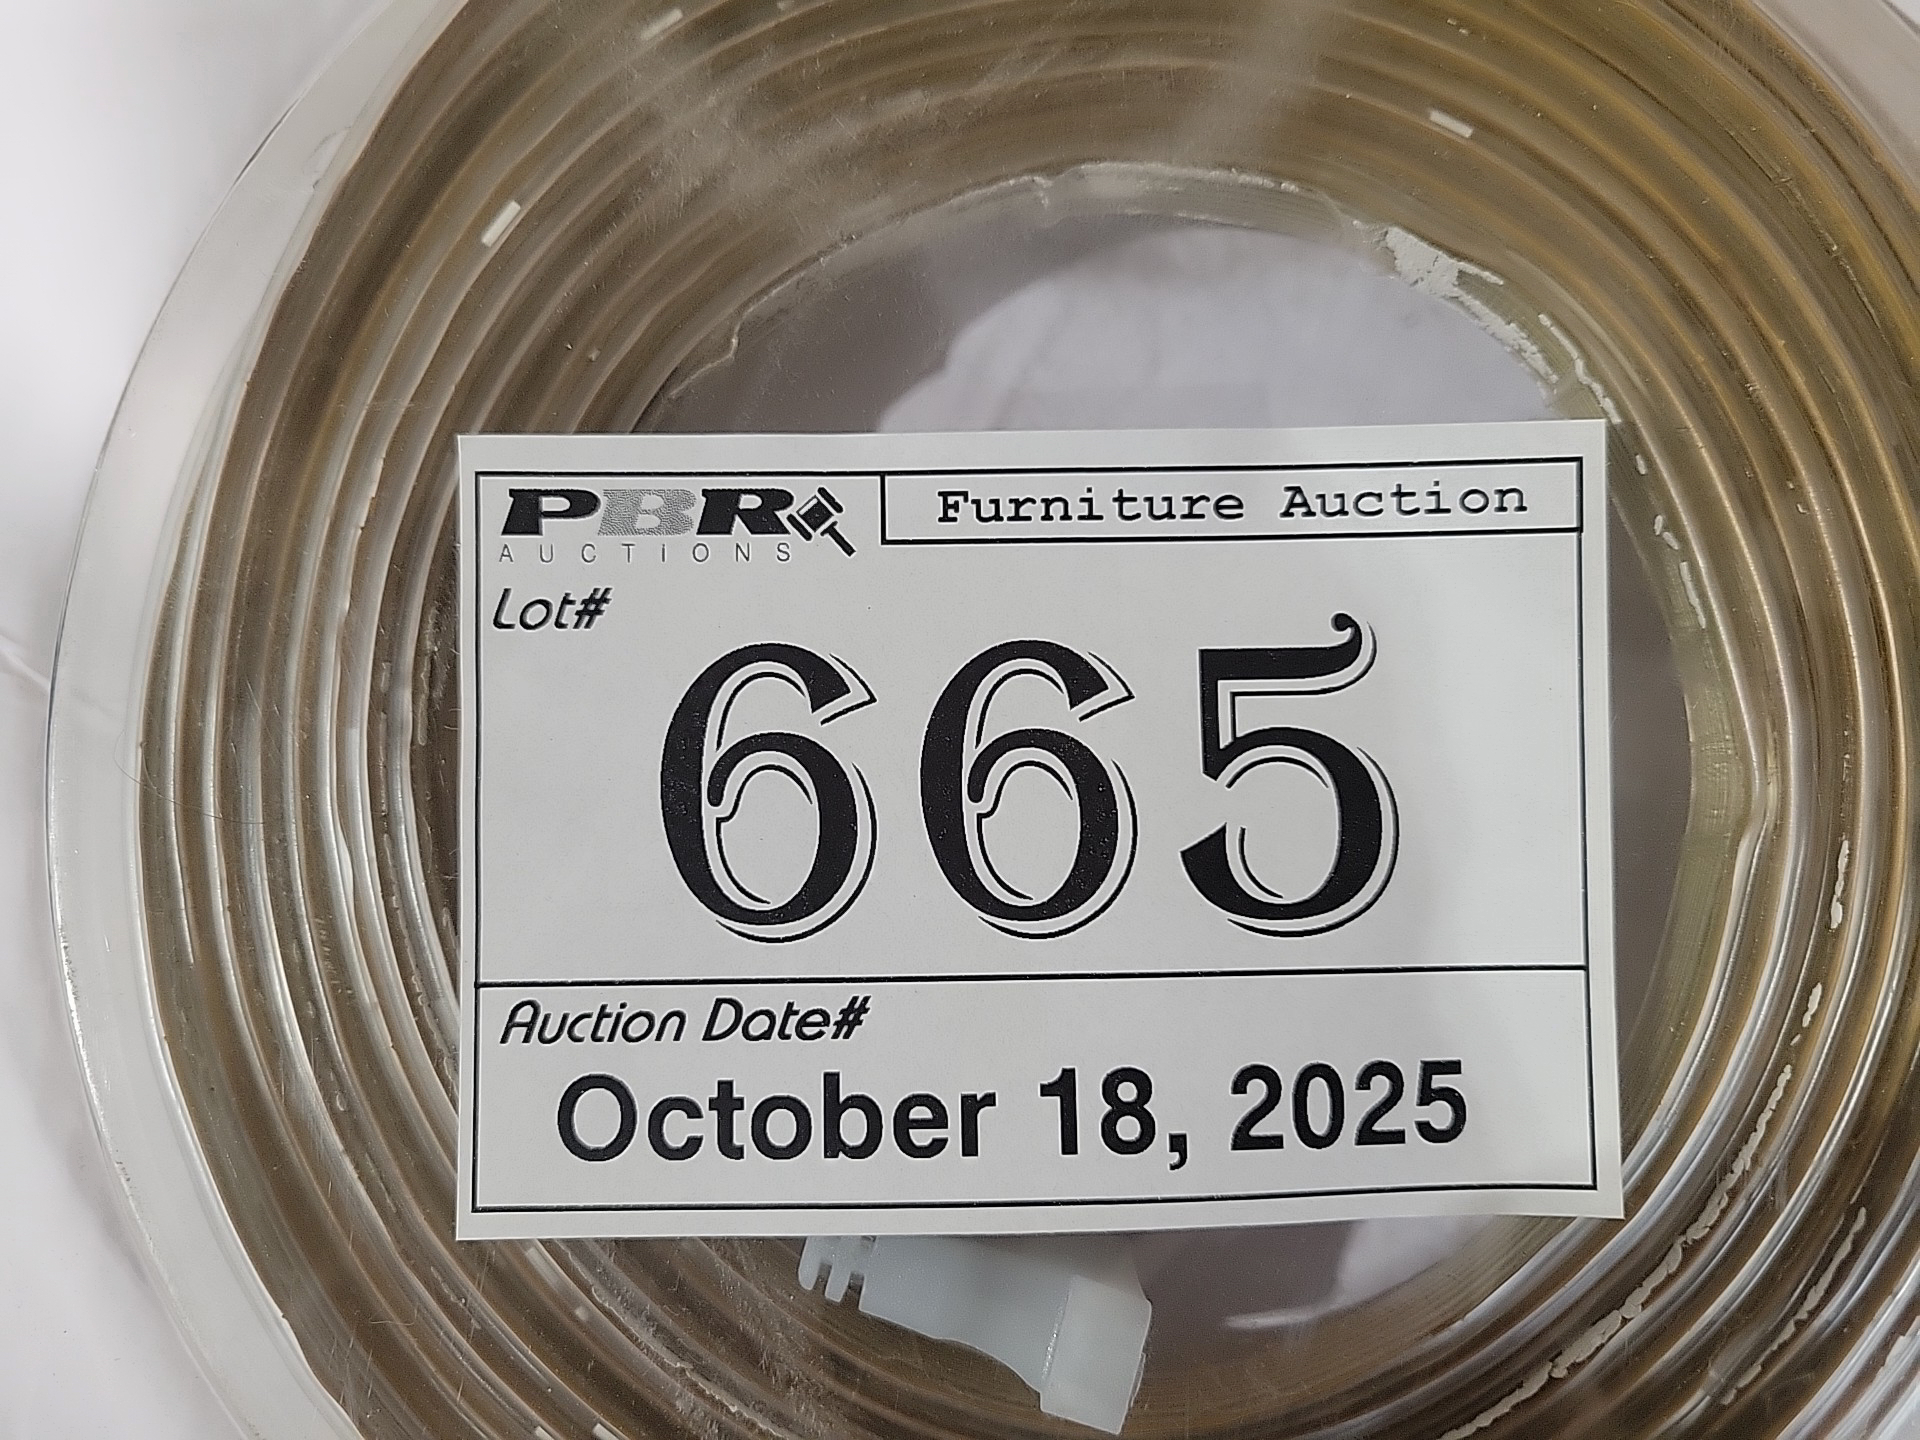 PBR
AUCTIONS
Furniture Auction
Lot#
665
Auction Date#
October 18, 2025